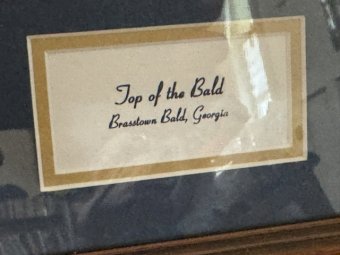 Top of the Bald
Brasstown Bald, Georgia